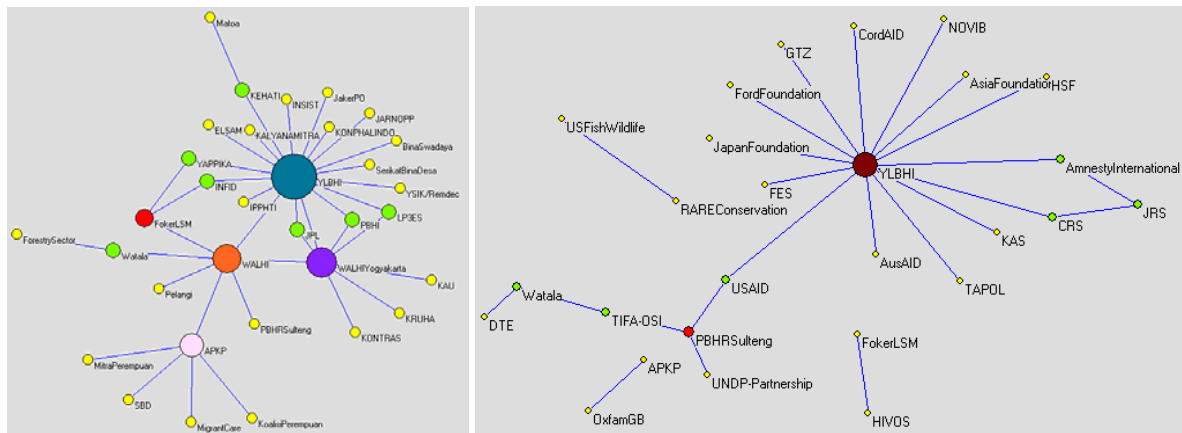 Matoa
KEHATI
INSIST
JakerPO
JARNOPP
ELSAM
KALYANAMITRA
KONPHALINDO
BinaSwadaya
YAPPIKA
SerikatBinaDesa
YLBHI
INFID
YSIK/Remdec
IPPHTI
LP3ES
FokerLSM
PBHI
JPL
ForestrySector
Watala
WALHI
WALHIYogyakarta
KAU
Pelangi
KRUHA
PBHRSulteng
KONTRAS
APKP
MitraPerempuan
SBD
MigrantCare
KoalisiPerempuan
CordAID
NOVIB
GTZ
AsiaFoundation
HSF
FordFoundation
USFishWildlife
JapanFoundation
AmnestyInternational
YLBHI
FES
RAREConservation
JRS
CRS
KAS
AusAID
USAID
TAPOL
Watala
TIFA-OSI
DTE
PBHRSulteng
FokerLSM
APKP
UNDP-Partnership
OxfamGB
HIVOS